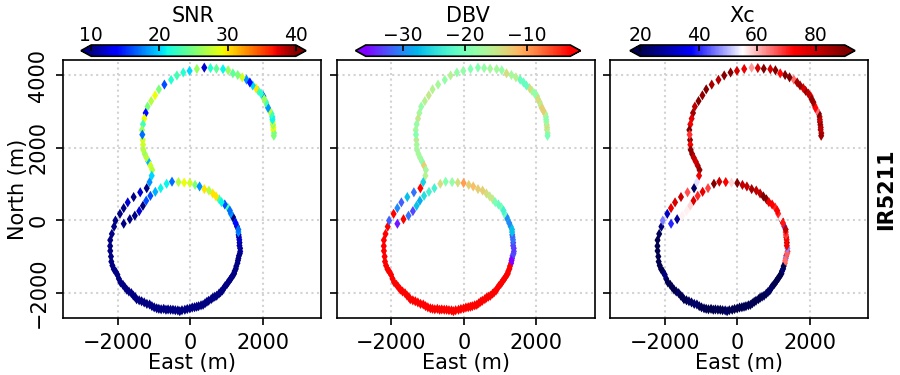 SNR DBV Xc
10 20 30 40 −30 −20 −10 20 40 60 80
4000
2000
0
−2000
North (m)
IR5211
−2000 0 2000 −2000 0 2000 −2000 0 2000
East (m) East (m) East (m)